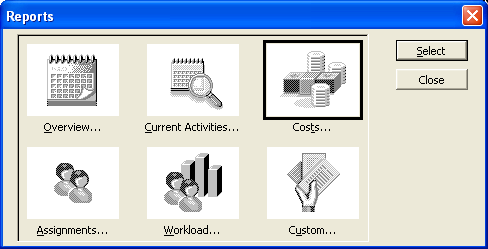 Reports
Overview...
Current Activities...
Costs...
Select
Close
Assignments...
Workload...
Custom...